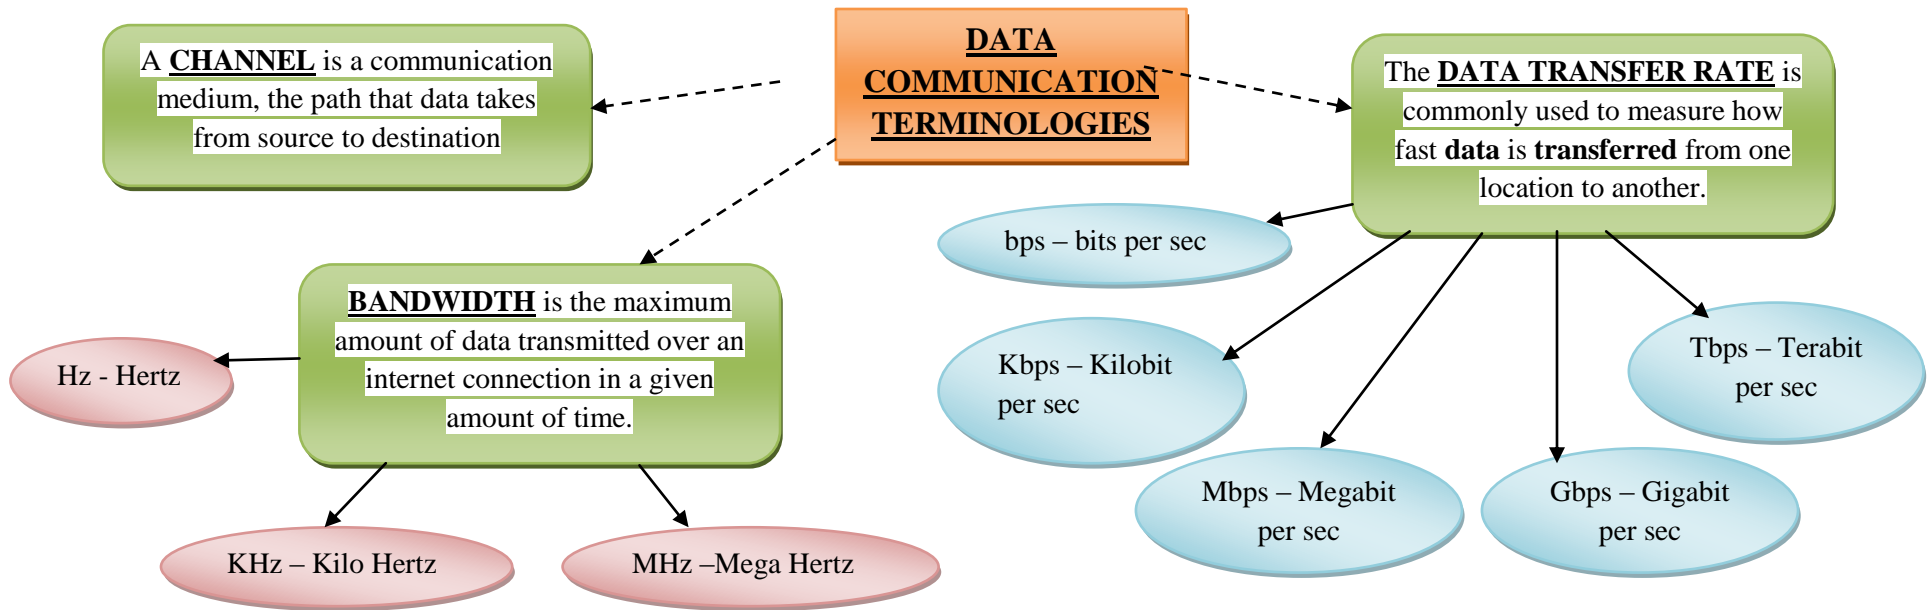 DATA
COMMUNICATION
TERMINOLOGIES
A CHANNEL is a communication
medium, the path that data takes
from source to destination
The DATA TRANSFER RATE is
commonly used to measure how
fast data is transferred from one
location to another.
bps – bits per sec
Kbps – Kilobit
per sec
Mbps – Megabit
per sec
Gbps – Gigabit
per sec
Tbps – Terabit
per sec
BANDWIDTH is the maximum
amount of data transmitted over an
internet connection in a given
amount of time.
Hz - Hertz
KHz – Kilo Hertz
MHz –Mega Hertz